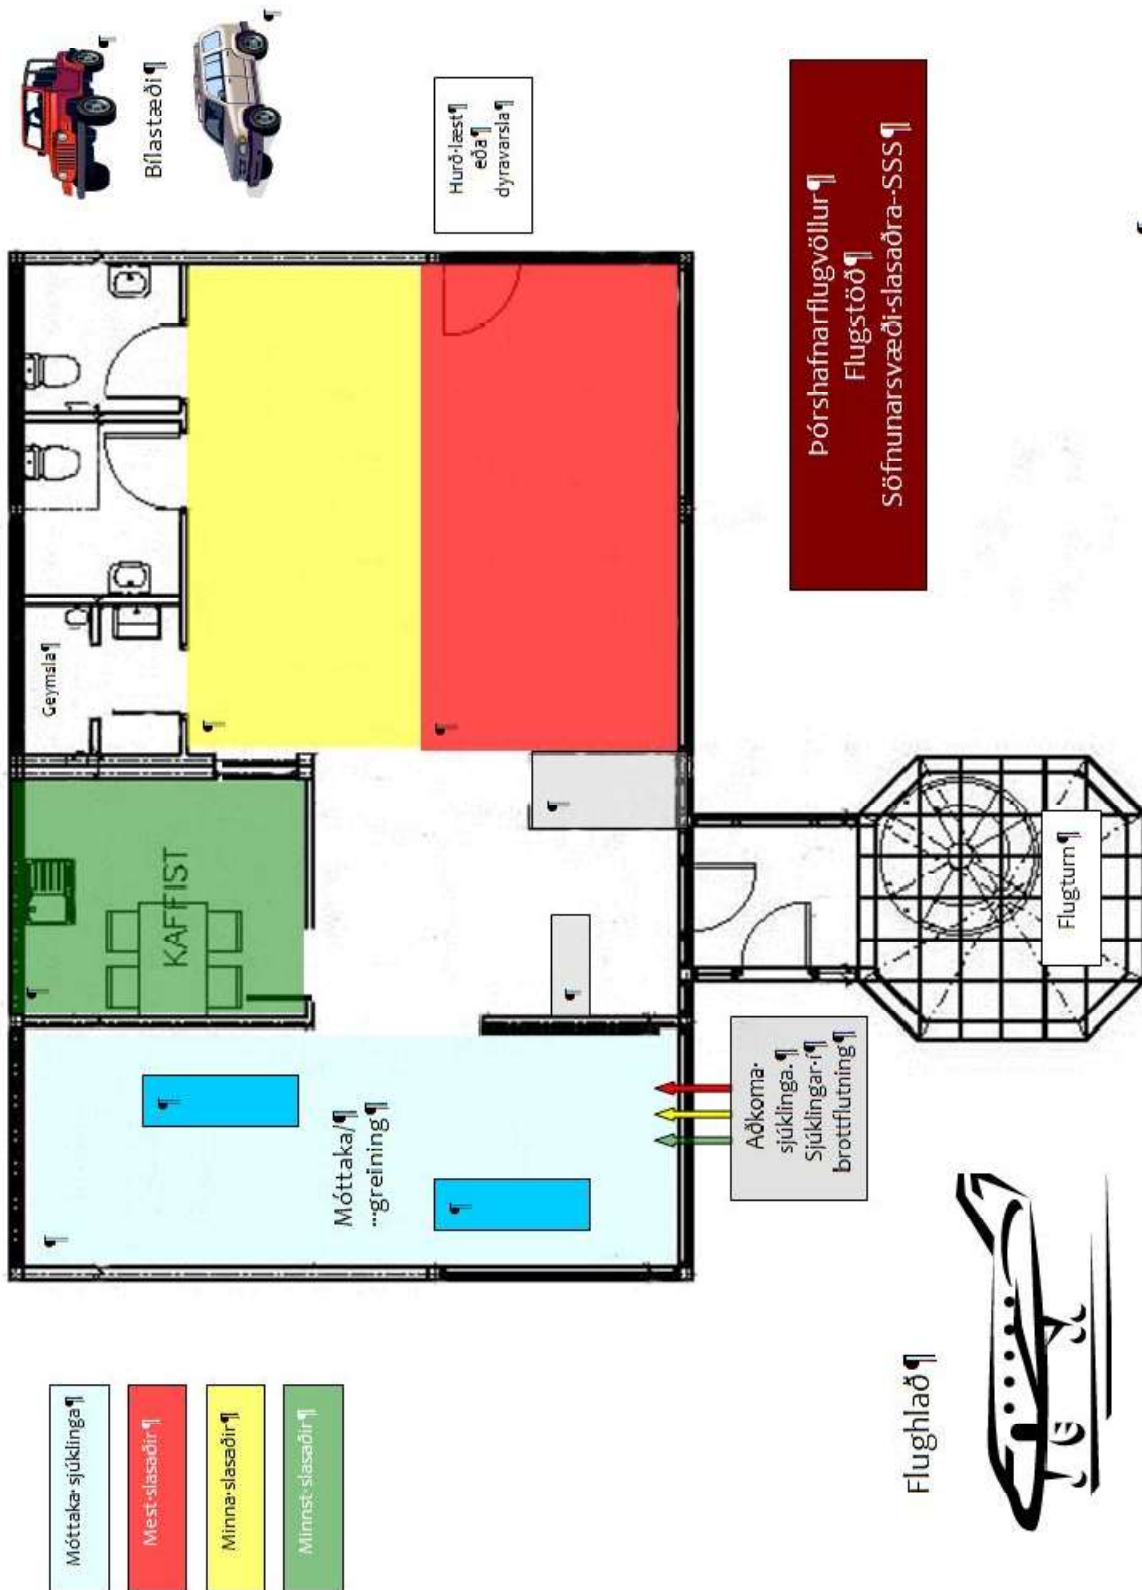 Móttaka· sjúklinga¶
Mest·slasaðir¶
Minna·slasaðir¶
Minnst·slasaðir¶
Geymsla¶
KAFFIST
Móttaka/¶
···greining¶
Bílastæði¶
Hurð·læst¶
eða¶
dyravarsla¶
Aðkoma·
sjúklinga.¶
Sjúklingar·í¶
brottflutning¶
Flugturn¶
Flughlað¶
Þórshafnarflugvöllur¶
Flugstöð¶
Söfnunarsvæði·slasaðra·-SSS¶